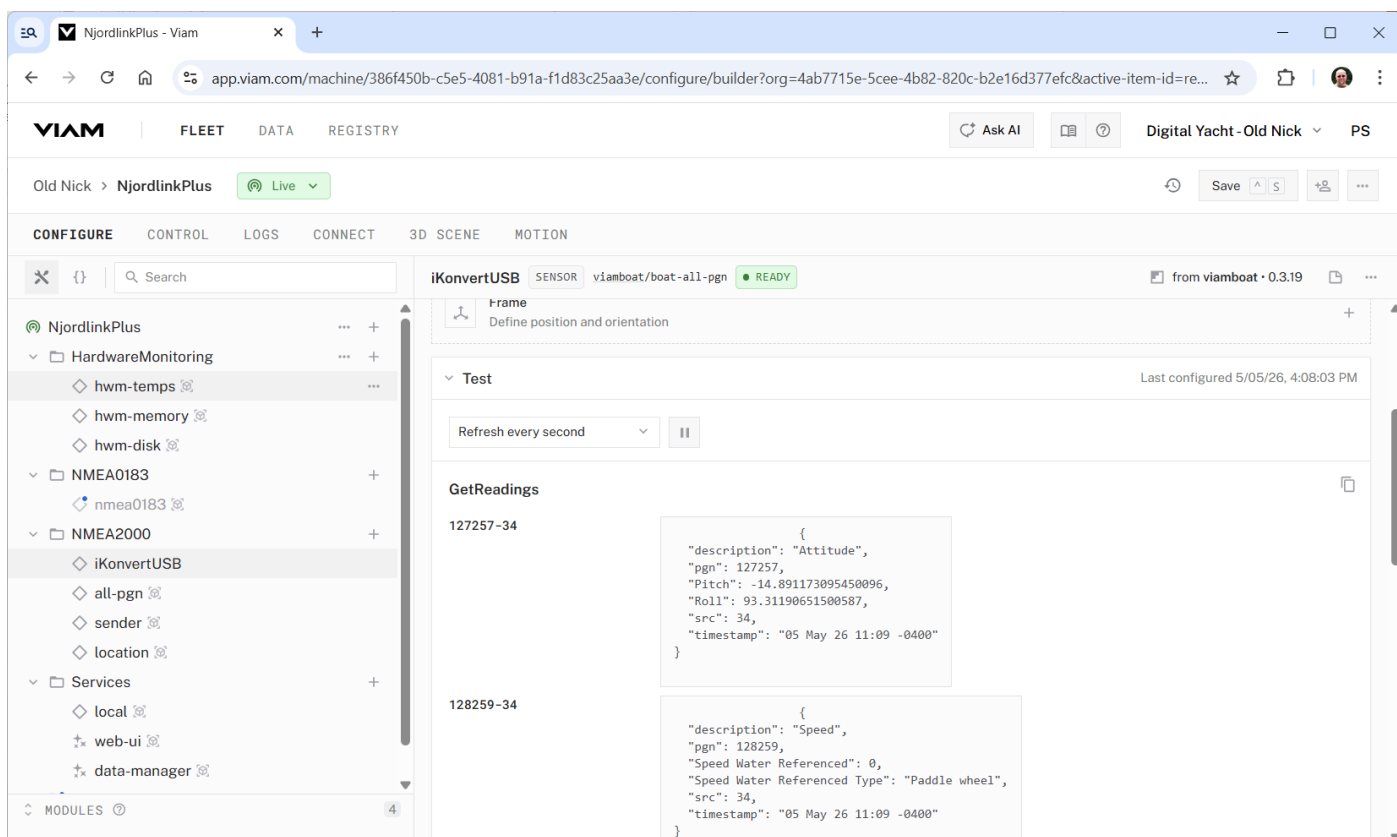 NjordlinkPlus - Viam
app.viam.com/machine/386f450b-c5e5-4081-b91a-f1d83c25aa3e/configure/builder?org=4ab7715e-5cee-4b82-820c-b2e16d377efc&active-item-id=re...
VIAM FLEET DATA REGISTRY Ask AI Digital Yacht - Old Nick PS
Old Nick > NjordlinkPlus Live Save ^ S
CONFIGURE CONTROL LOGS CONNECT 3D SCENE MOTION
{} Search
iKonvertUSB SENSOR viamboat/boat-all-pgn READY from viamboat • 0.3.19
NjordlinkPlus
HardwareMonitoring
hwm-temps
hwm-memory
hwm-disk
NMEA0183
nmea0183
NMEA2000
iKonvertUSB
all-pgn
sender
location
Services
local
web-ui
data-manager
MODULES 4
Frame
Define position and orientation
Test Last configured 5/05/26, 4:08:03 PM
Refresh every second
GetReadings
127257-34
{
"description": "Attitude",
"pgn": 127257,
"Pitch": -14.891173095450096,
"Roll": 93.31190651500587,
"src": 34,
"timestamp": "05 May 26 11:09 -0400"
}
128259-34
{
"description": "Speed",
"pgn": 128259,
"Speed Water Referenced": 0,
"Speed Water Referenced Type": "Paddle wheel",
"src": 34,
"timestamp": "05 May 26 11:09 -0400"
}